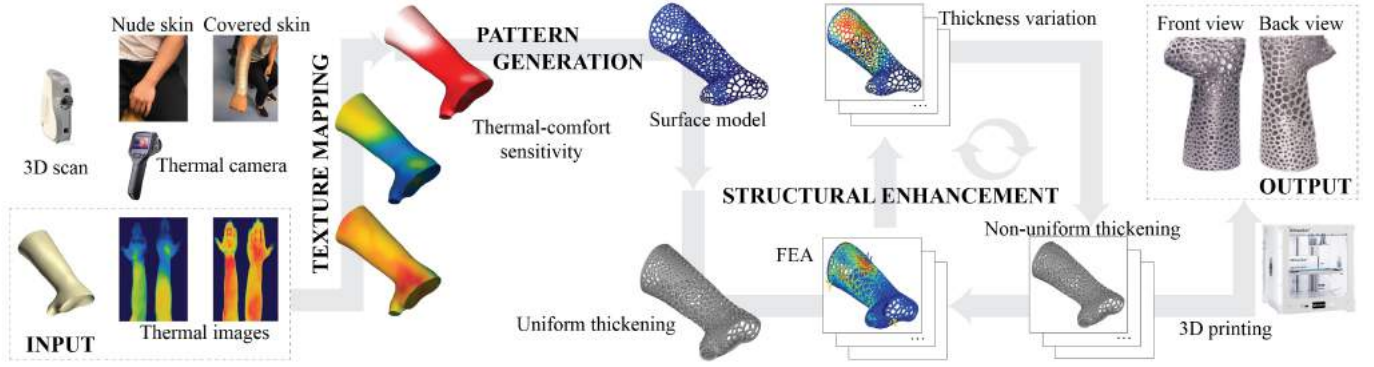 Nude skin
Covered skin
3D scan
Thermal camera
INPUT
Thermal images
TEXTURE MAPPING
PATTERN
GENERATION
Thermal-comfort
sensitivity
Surface model
Uniform thickening
STRUCTURAL ENHANCEMENT
FEA
...
Thickness variation
...
Non-uniform thickening
...
3D printing
Front view
Back view
OUTPUT